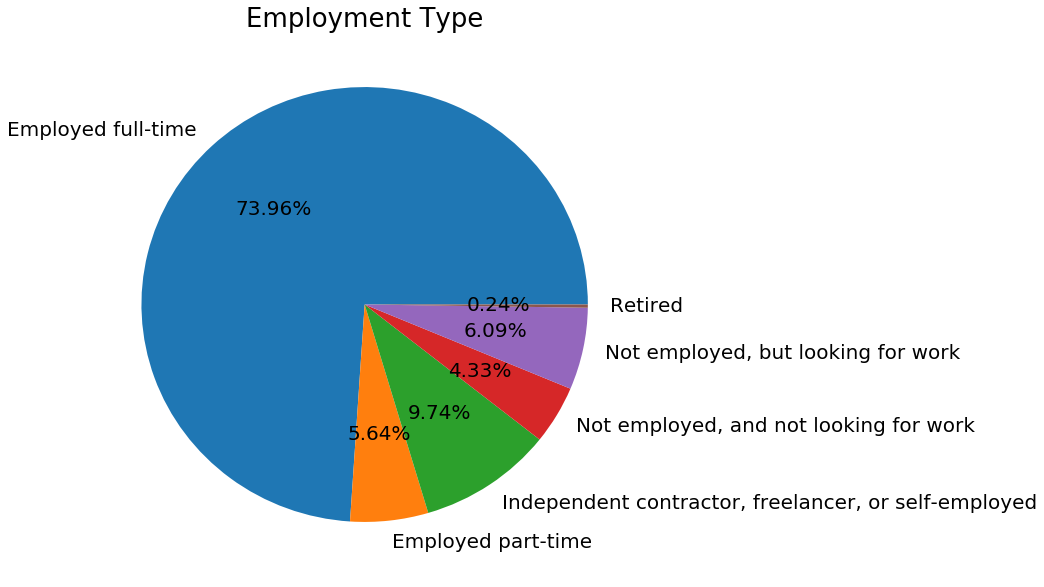 Employment Type
Employed full-time
73.96%
0.24%
Retired
6.09%
Not employed, but looking for work
4.33%
Not employed, and not looking for work
9.74%
5.64%
Independent contractor, freelancer, or self-employed
Employed part-time